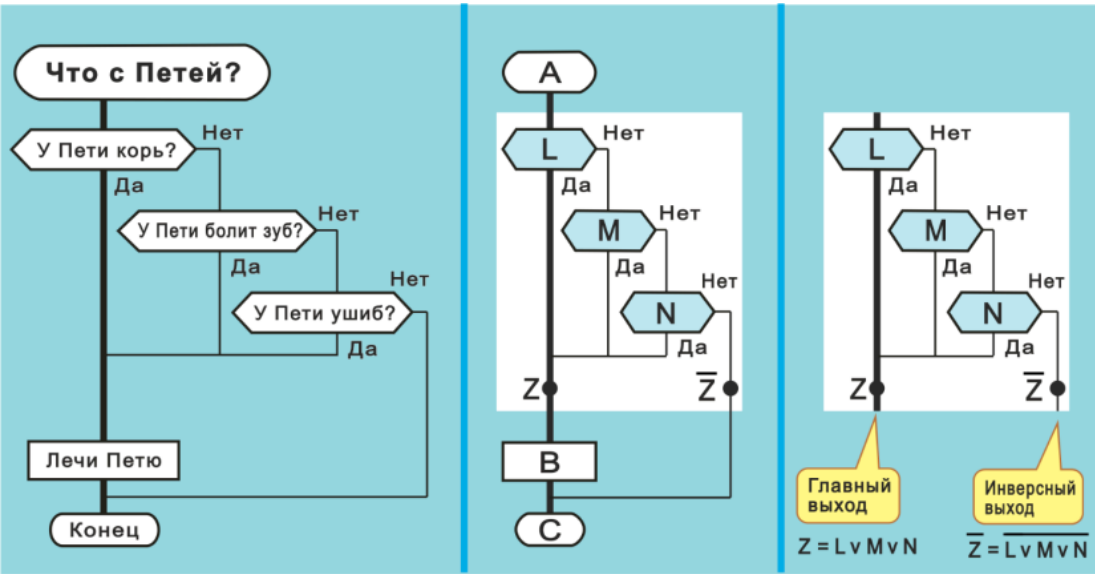 Что с Петей?
У Пети корь?
Нет
Да
У Пети болит зуб?
Нет
Да
У Пети ушиб?
Нет
Да
Лечи Петю
Конец
A
L
Нет
Да
M
Нет
Да
N
Нет
Да
Z
Z̅
B
C
L
Нет
Да
M
Нет
Да
N
Нет
Да
Z
Z̅
Главный
выход
Инверсный
выход
Z = L v M v N
Z̅ = L̅ ̅v̅ ̅M̅ ̅v̅ ̅N̅